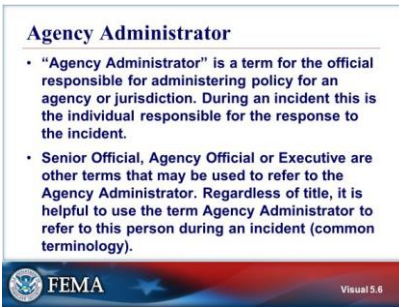 Agency Administrator
• “Agency Administrator” is a term for the official
responsible for administering policy for an
agency or jurisdiction. During an incident this is
the individual responsible for the response to
the incident.
• Senior Official, Agency Official or Executive are
other terms that may be used to refer to the
Agency Administrator. Regardless of title, it is
helpful to use the term Agency Administrator to
refer to this person during an incident (common
terminology).
FEMA
Visual 5.6